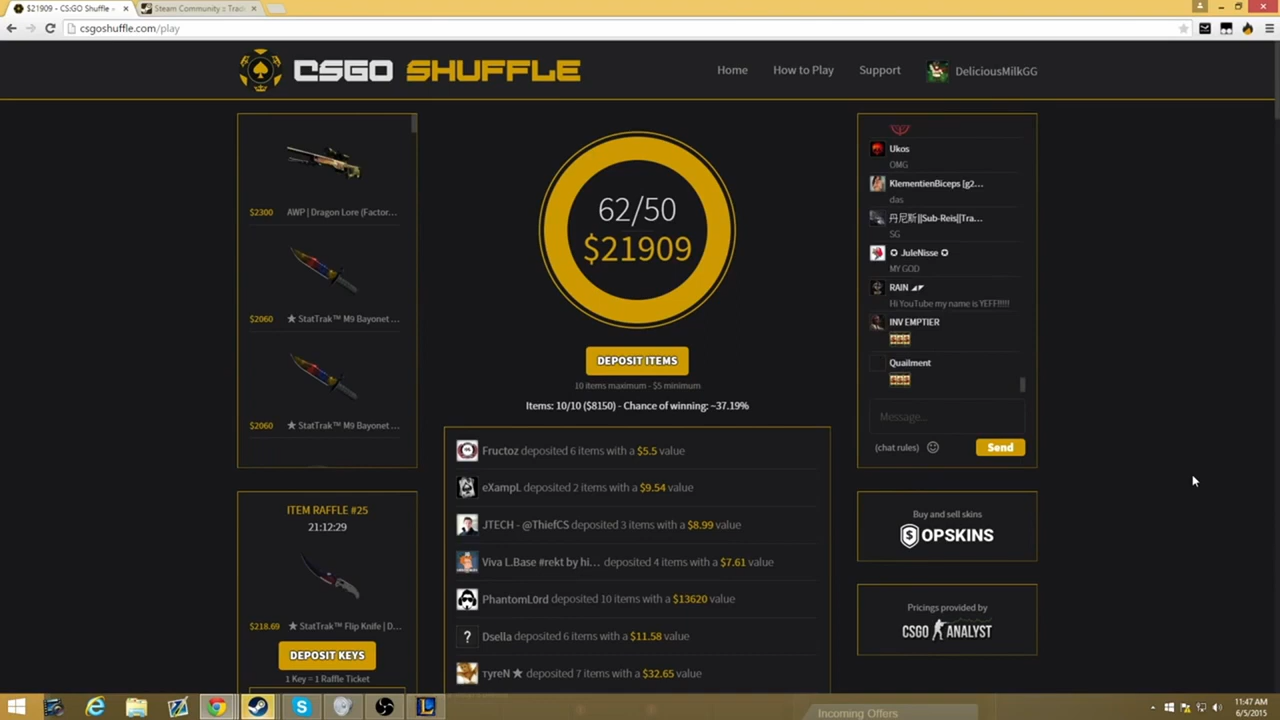 $21909 - CS:GO Shuffle
Steam Community :: Trad
csgoshuffle.com/play
CSGO SHUFFLE
Home
How to Play
Support
DeliciousMilkGG
$2300 AWP | Dragon Lore (Factor...
$2060 ★ StatTrak™ M9 Bayonet ...
$2060 ★ StatTrak™ M9 Bayonet ...
ITEM RAFFLE #25
21:12:29
$218.69 ★ StatTrak™ Flip Knife | D...
DEPOSIT KEYS
1 Key = 1 Raffle Ticket
62/50
$21909
DEPOSIT ITEMS
10 items maximum - $5 minimum
Items: 10/10 ($8150) - Chance of winning: ~37.19%
Fructoz deposited 6 items with a $5.5 value
eXampL deposited 2 items with a $9.54 value
JTECH - @ThiefCS deposited 3 items with a $8.99 value
Viva L.Base #rekt by hi... deposited 4 items with a $7.61 value
PhantomL0rd deposited 10 items with a $13620 value
? Dsella deposited 6 items with a $11.58 value
тyreN ★ deposited 7 items with a $32.65 value
Ukos
OMG
KlementienBiceps [g2...
das
丹尼斯||Sub-Reis||Tra...
SG
✪ JuleNisse ✪
MY GOD
RAIN ◢◤
Hi YouTube my name is YEFF!!!!!
INV EMPTIER
Quailment
Message...
(chat rules)
Send
Buy and sell skins
OPSKINS
Pricings provided by
CSGO ANALYST
Incoming Offers
11:47 AM
6/5/2015